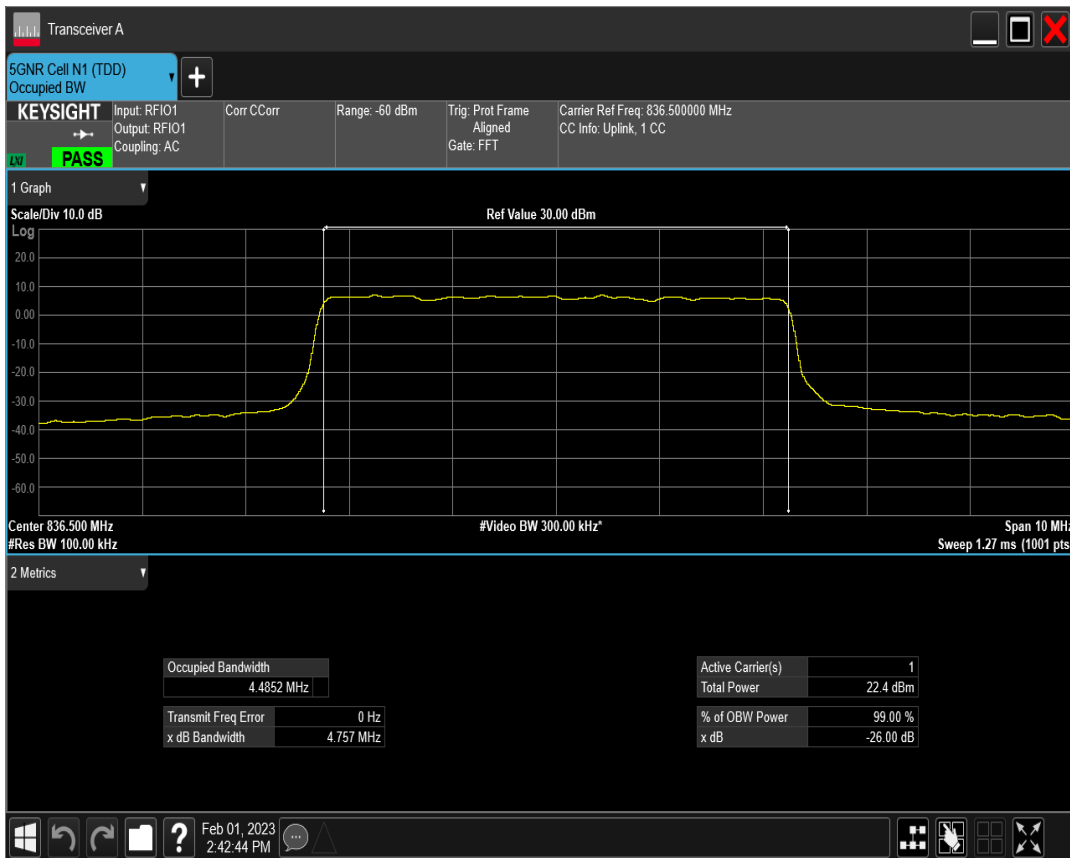 Transceiver A
5GNR Cell N1 (TDD)
Occupied BW
+
KEYSIGHT
LXI
PASS
Input: RFIO1
Output: RFIO1
Coupling: AC
Corr CCorr
Range: -60 dBm
Trig: Prot Frame
Aligned
Gate: FFT
Carrier Ref Freq: 836.500000 MHz
CC Info: Uplink, 1 CC
1 Graph
Scale/Div 10.0 dB
Ref Value 30.00 dBm
Log
20.0
10.0
0.00
-10.0
-20.0
-30.0
-40.0
-50.0
-60.0
Center 836.500 MHz
#Video BW 300.00 kHz*
Span 10 MHz
#Res BW 100.00 kHz
Sweep 1.27 ms (1001 pts
2 Metrics
Occupied Bandwidth
4.4852 MHz
Transmit Freq Error 0 Hz
x dB Bandwidth 4.757 MHz
Active Carrier(s) 1
Total Power 22.4 dBm
% of OBW Power 99.00 %
x dB -26.00 dB
?
Feb 01, 2023
2:42:44 PM